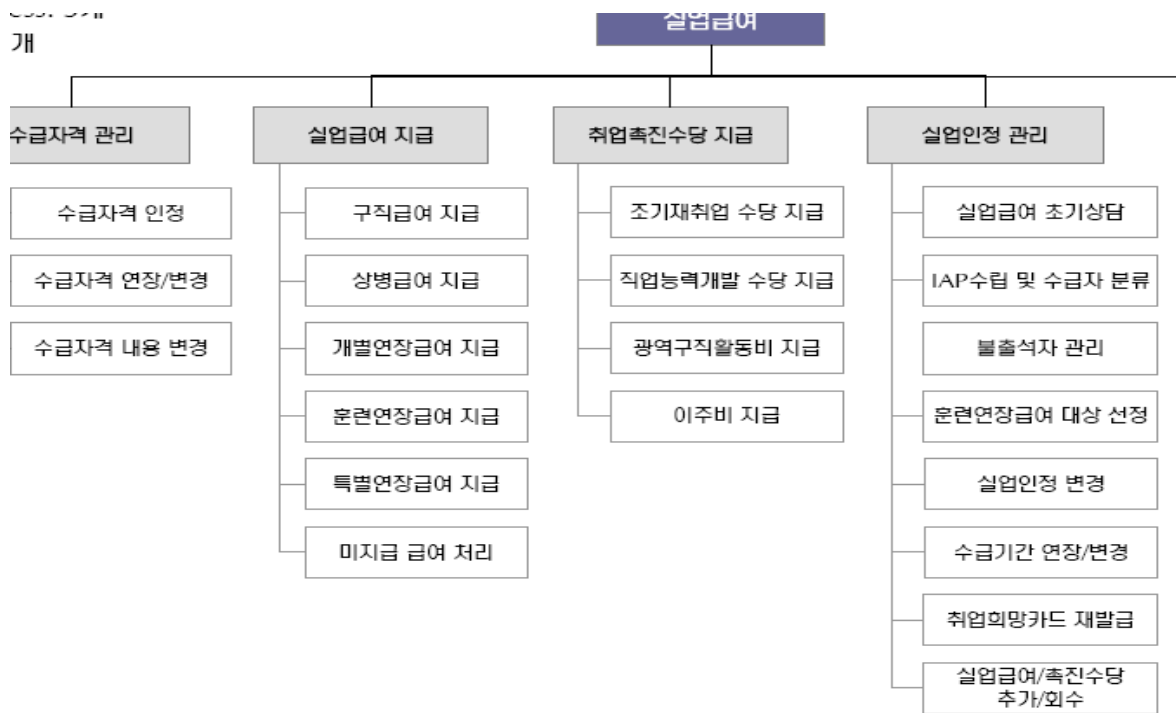 개
실업급여
수급자격 관리
실업급여 지급
취업촉진수당 지급
실업인정 관리
수급자격 인정
수급자격 연장/변경
수급자격 내용 변경
구직급여 지급
상병급여 지급
개별연장급여 지급
훈련연장급여 지급
특별연장급여 지급
미지급 급여 처리
조기재취업 수당 지급
직업능력개발 수당 지급
광역구직활동비 지급
이주비 지급
실업급여 초기상담
IAP수립 및 수급자 분류
불출석자 관리
훈련연장급여 대상 선정
실업인정 변경
수급기간 연장/변경
취업희망카드 재발급
실업급여/촉진수당
추가/회수